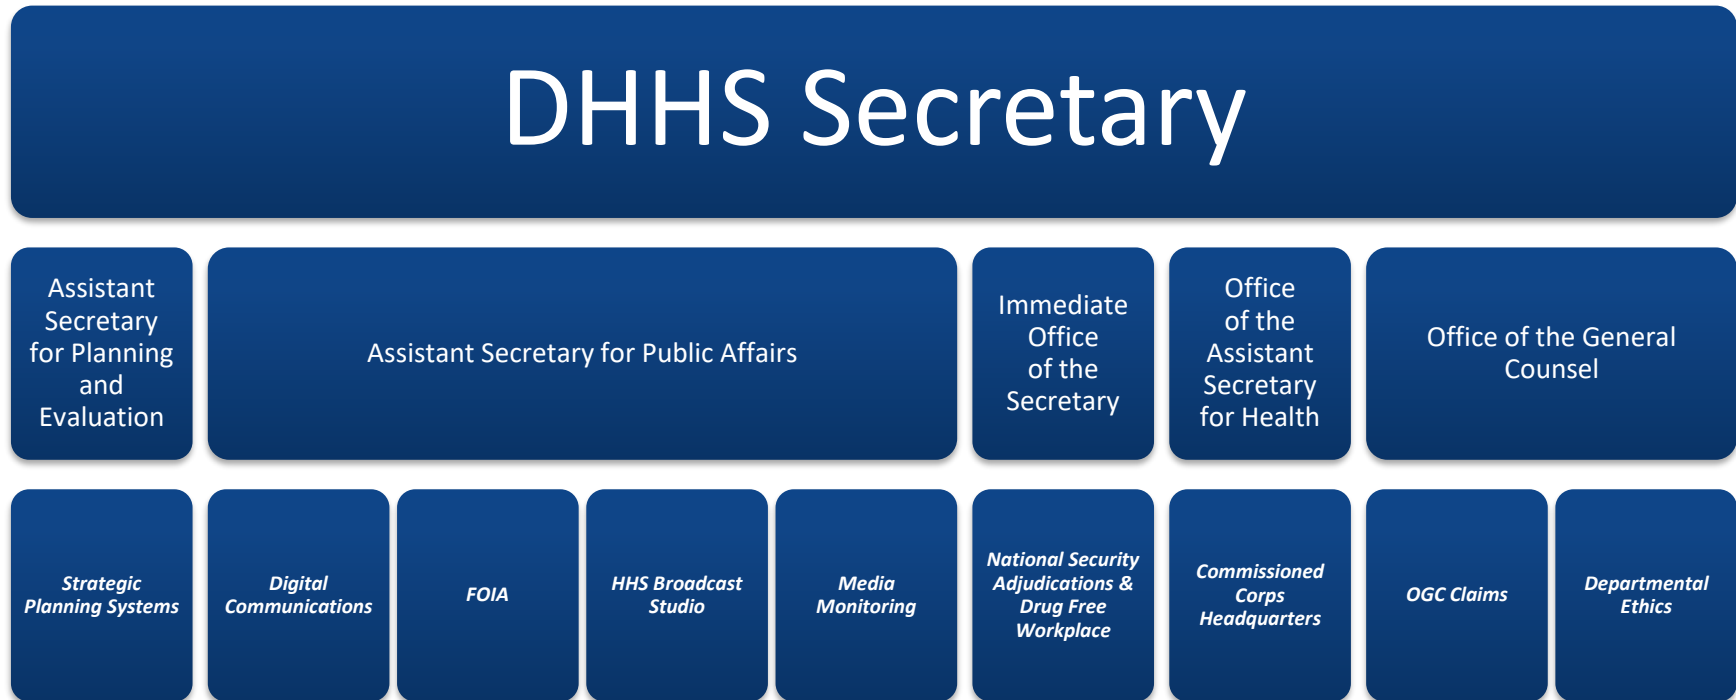 DHHS Secretary
Assistant
Secretary
for Planning
and
Evaluation
Assistant Secretary for Public Affairs
Immediate
Office
of the
Secretary
Office
of the
Assistant
Secretary
for Health
Office of the General
Counsel
Strategic
Planning Systems
Digital
Communications
FOIA
HHS Broadcast
Studio
Media
Monitoring
National Security
Adjudications &
Drug Free
Workplace
Commissioned
Corps
Headquarters
OGC Claims
Departmental
Ethics